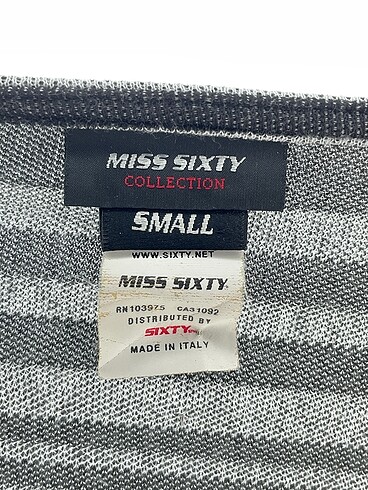 MISS SIXTY
COLLECTION
SMALL
WWW.SIXTY.NET
MISS SIXTY
RN103975 CA31092
DISTRIBUTED BY
SIXTY
MADE IN ITALY